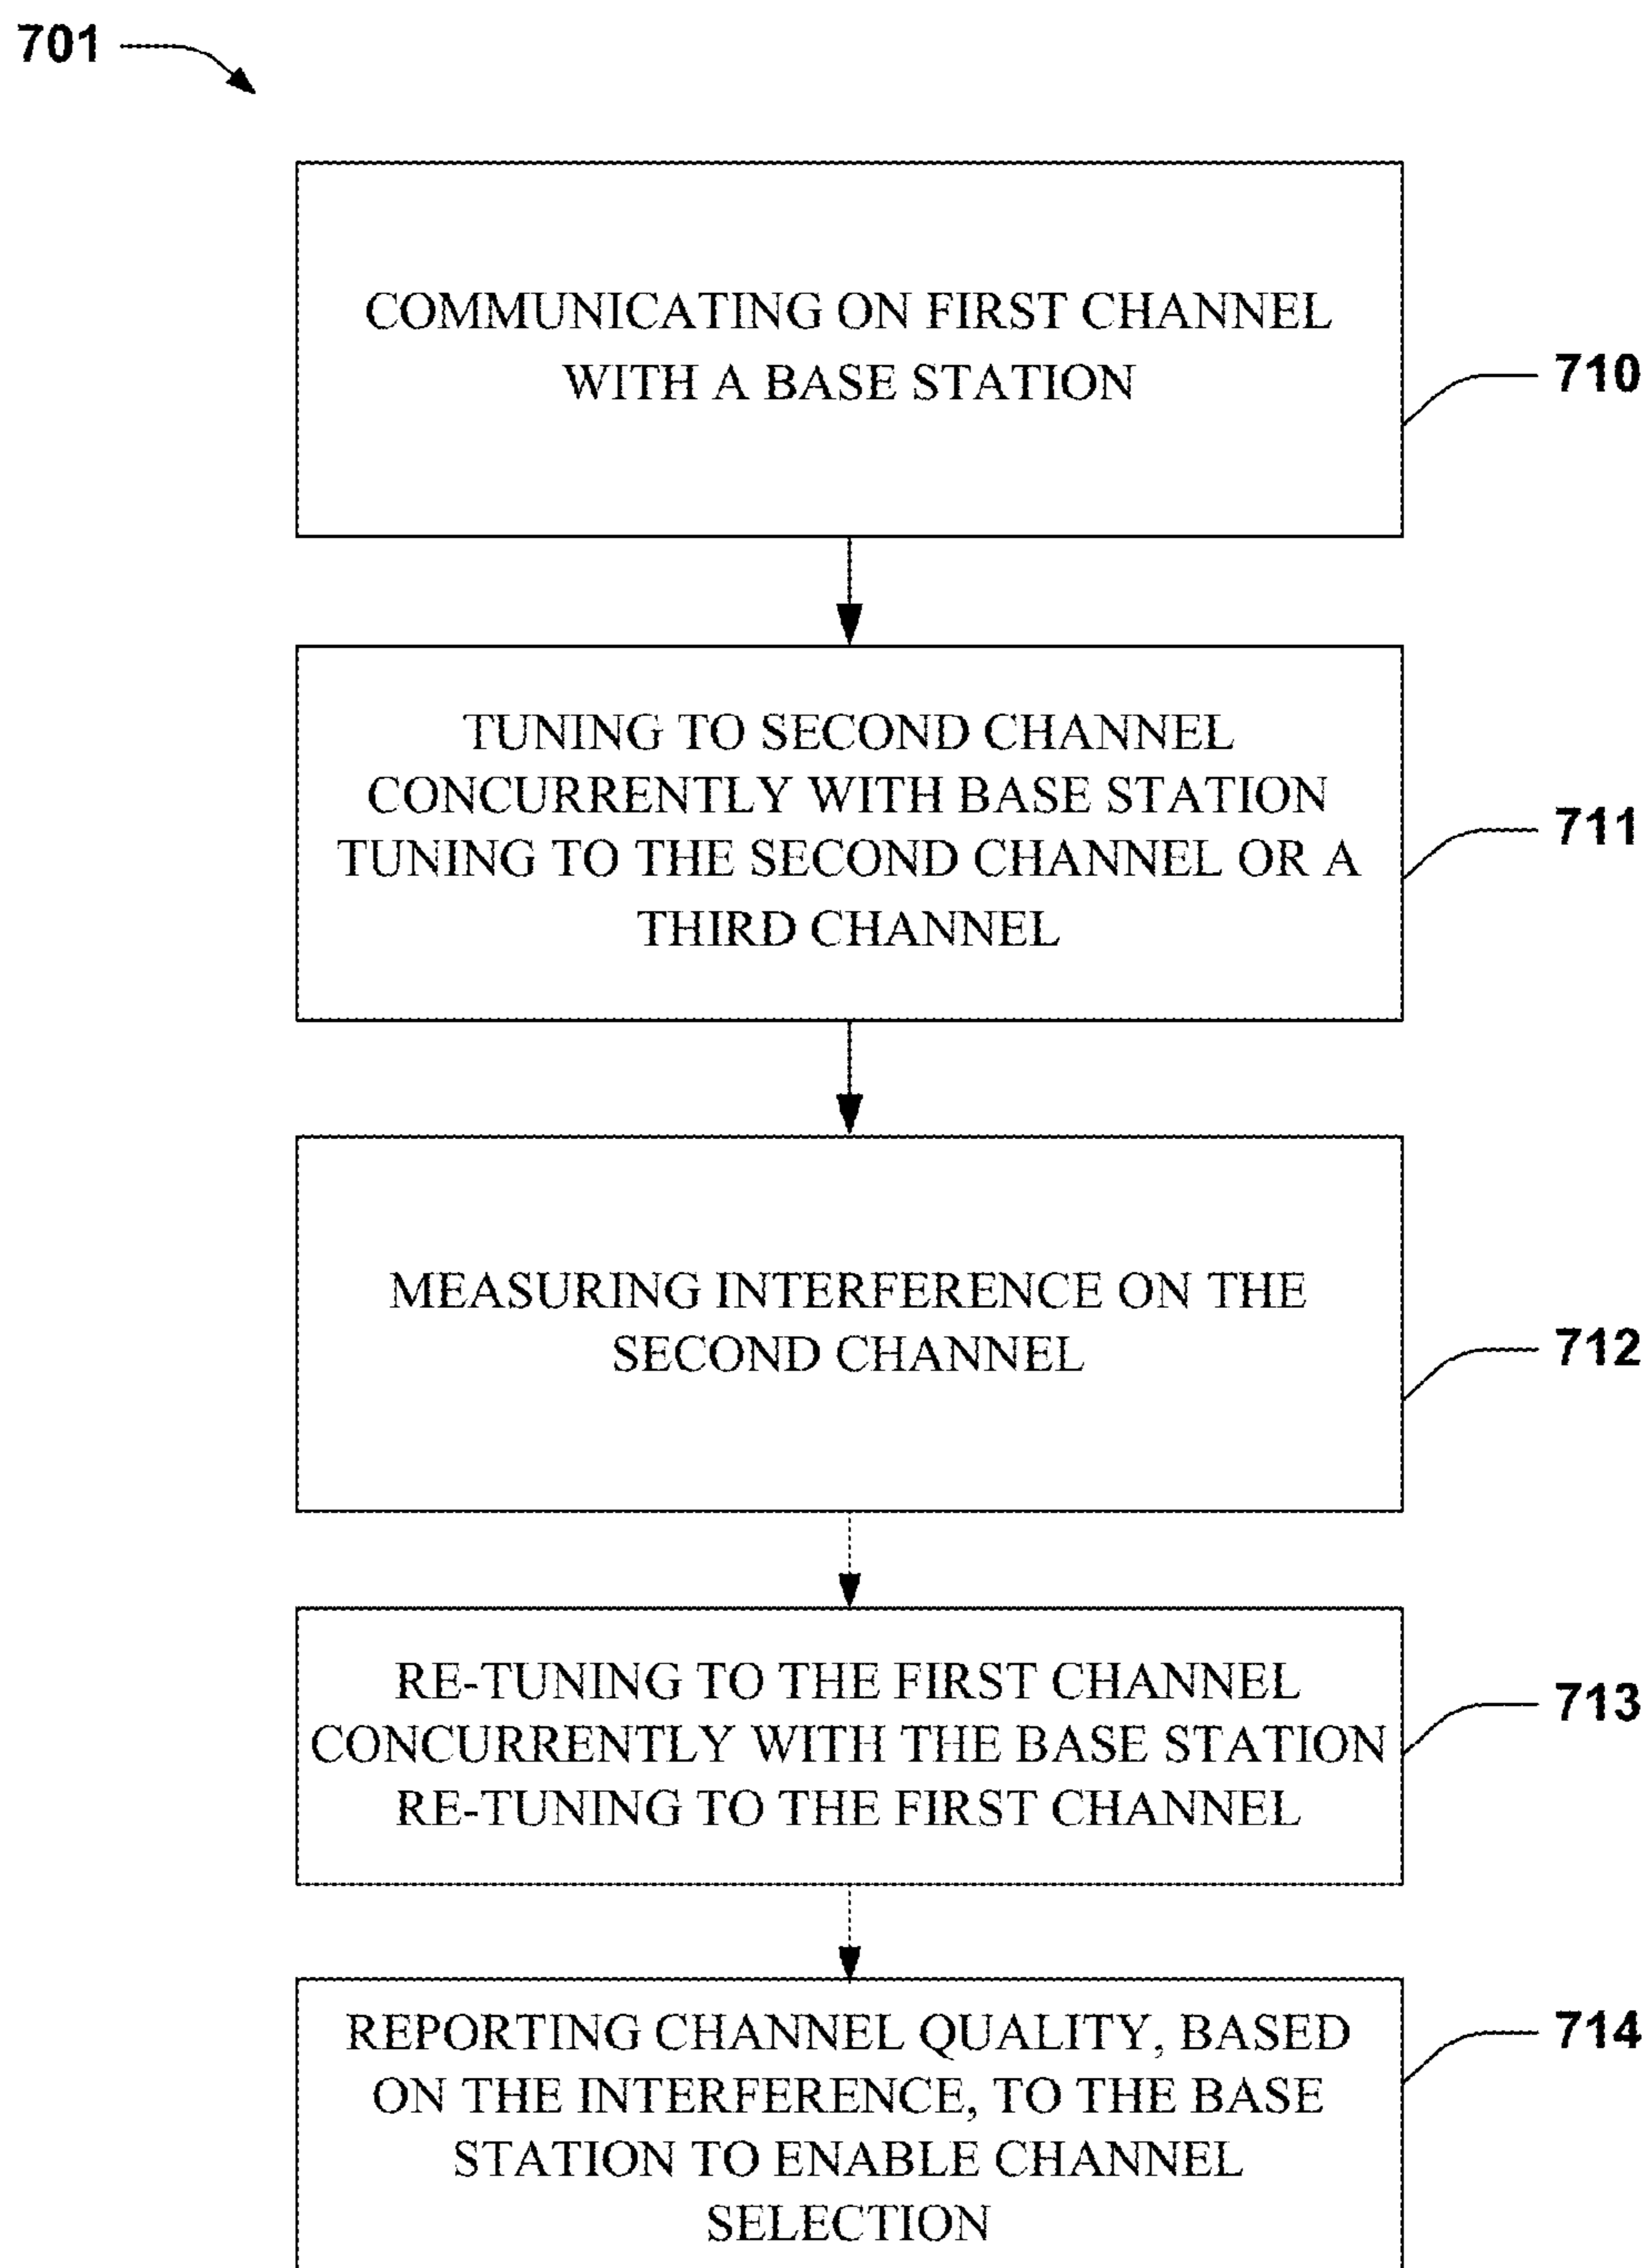 701
COMMUNICATING ON FIRST CHANNEL
WITH A BASE STATION
710
TUNING TO SECOND CHANNEL
CONCURRENTLY WITH BASE STATION
TUNING TO THE SECOND CHANNEL OR A
THIRD CHANNEL
711
MEASURING INTERFERENCE ON THE
SECOND CHANNEL
712
RE-TUNING TO THE FIRST CHANNEL
CONCURRENTLY WITH THE BASE STATION
RE-TUNING TO THE FIRST CHANNEL
713
REPORTING CHANNEL QUALITY, BASED
ON THE INTERFERENCE, TO THE BASE
STATION TO ENABLE CHANNEL
SELECTION
714